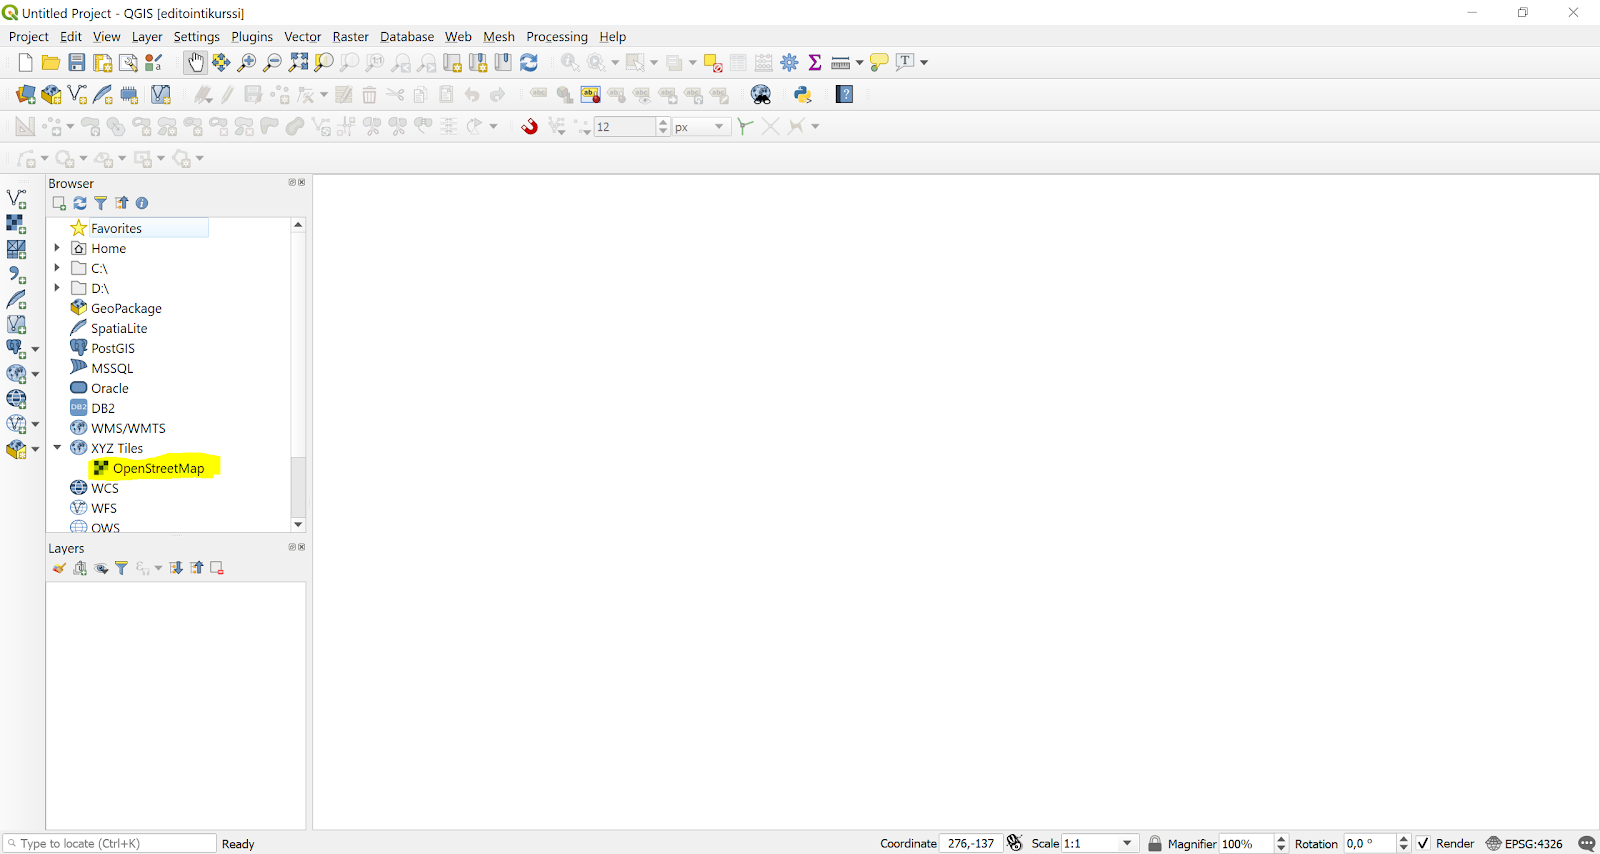 Untitled Project - QGIS [editointikurssi]
Project Edit View Layer Settings Plugins Vector Raster Database Web Mesh Processing Help
12 px
Browser
Favorites
Home
C:\
D:\
GeoPackage
SpatiaLite
PostGIS
MSSQL
Oracle
DB2
WMS/WMTS
XYZ Tiles
OpenStreetMap
WCS
WFS
OWS
Layers
Type to locate (Ctrl+K) Ready Coordinate 276,-137 Scale 1:1 Magnifier 100% Rotation 0,0 ° Render EPSG:4326